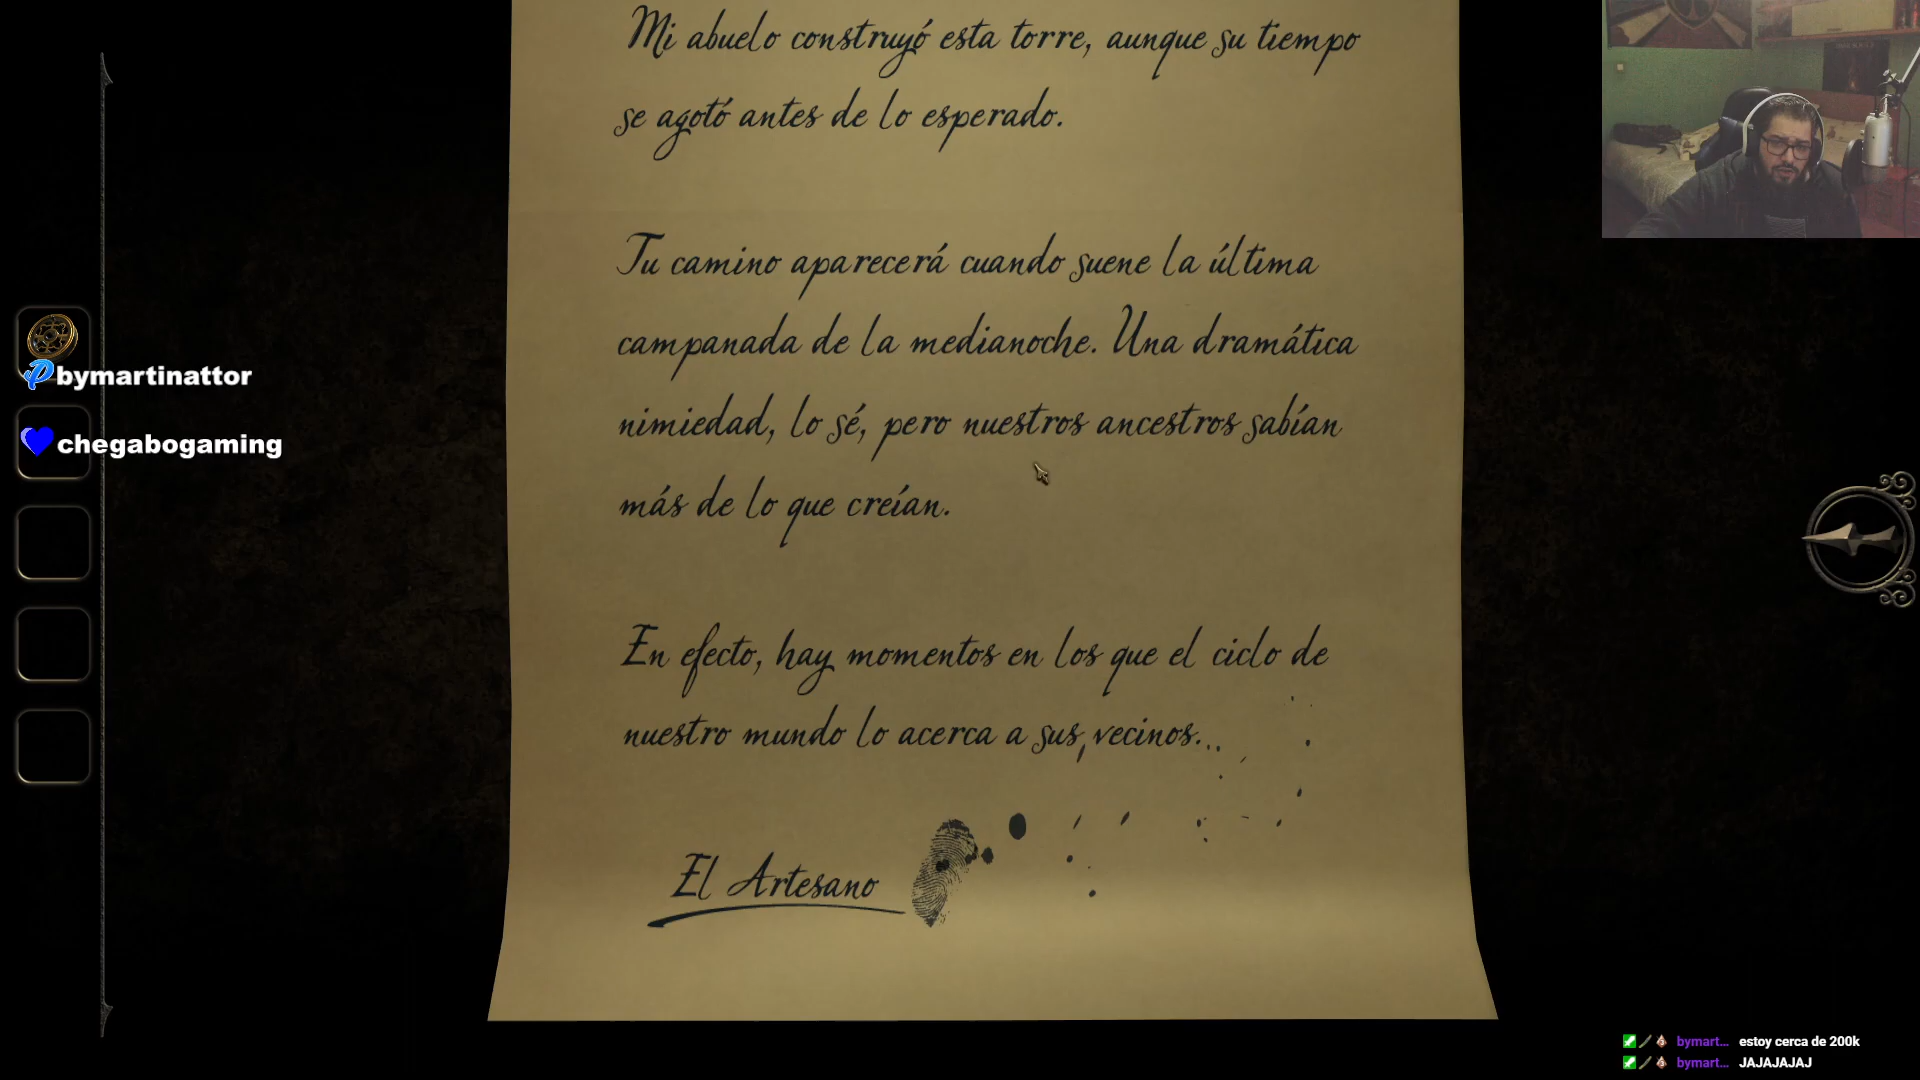 Mi abuelo construyó esta torre, aunque su tiempo
se agotó antes de lo esperado.
Tu camino aparecerá cuando suene la última
campanada de la medianoche. Una dramática
nimiedad, lo sé, pero nuestros ancestros sabían
más de lo que creían.
En efecto, hay momentos en los que el ciclo de
nuestro mundo lo acerca a sus vecinos...
El Artesano
bymartinattor
chegabogaming
bymart... estoy cerca de 200k
bymart... JAJAJAJAJ